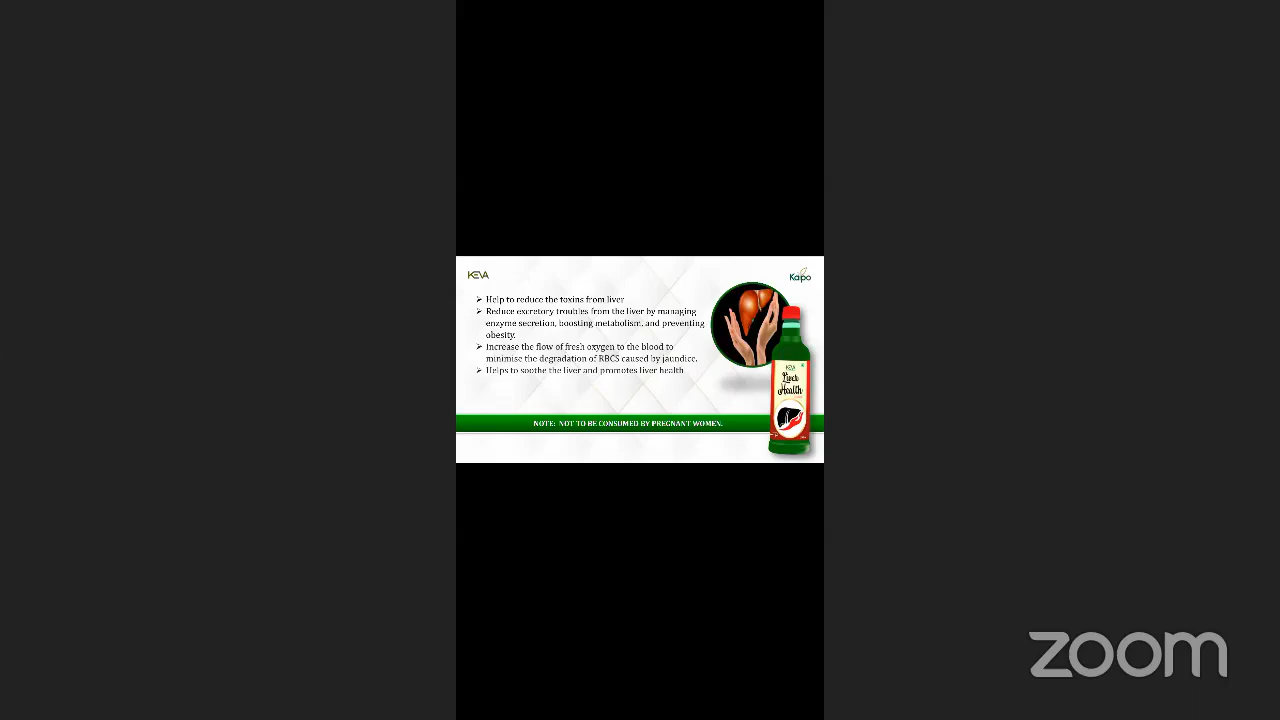 KEVA
Kapo
➢ Help to reduce the toxins from liver
➢ Reduce excretory troubles from the liver by managing
enzyme secretion, boosting metabolism, and preventing
obesity.
➢ Increase the flow of fresh oxygen to the blood to
minimise the degradation of RBCS caused by jaundice.
➢ Helps to soothe the liver and promotes liver health
KEVA
Health
NOTE: NOT TO BE CONSUMED BY PREGNANT WOMEN.
zoom